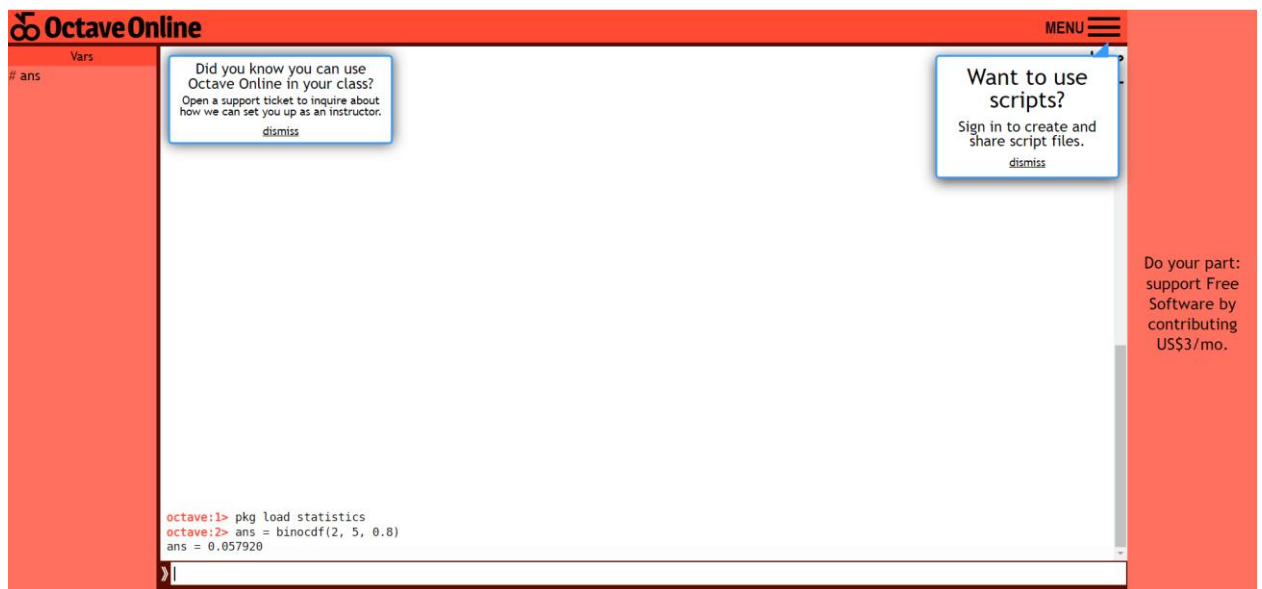 Octave Online
MENU
Vars
# ans
Did you know you can use
Octave Online in your class?
Open a support ticket to inquire about
how we can set you up as an instructor.
dismiss
Want to use
scripts?
Sign in to create and
share script files.
dismiss
Do your part:
support Free
Software by
contributing
US$3/mo.
octave:1> pkg load statistics
octave:2> ans = binocdf(2, 5, 0.8)
ans = 0.057920
⟫